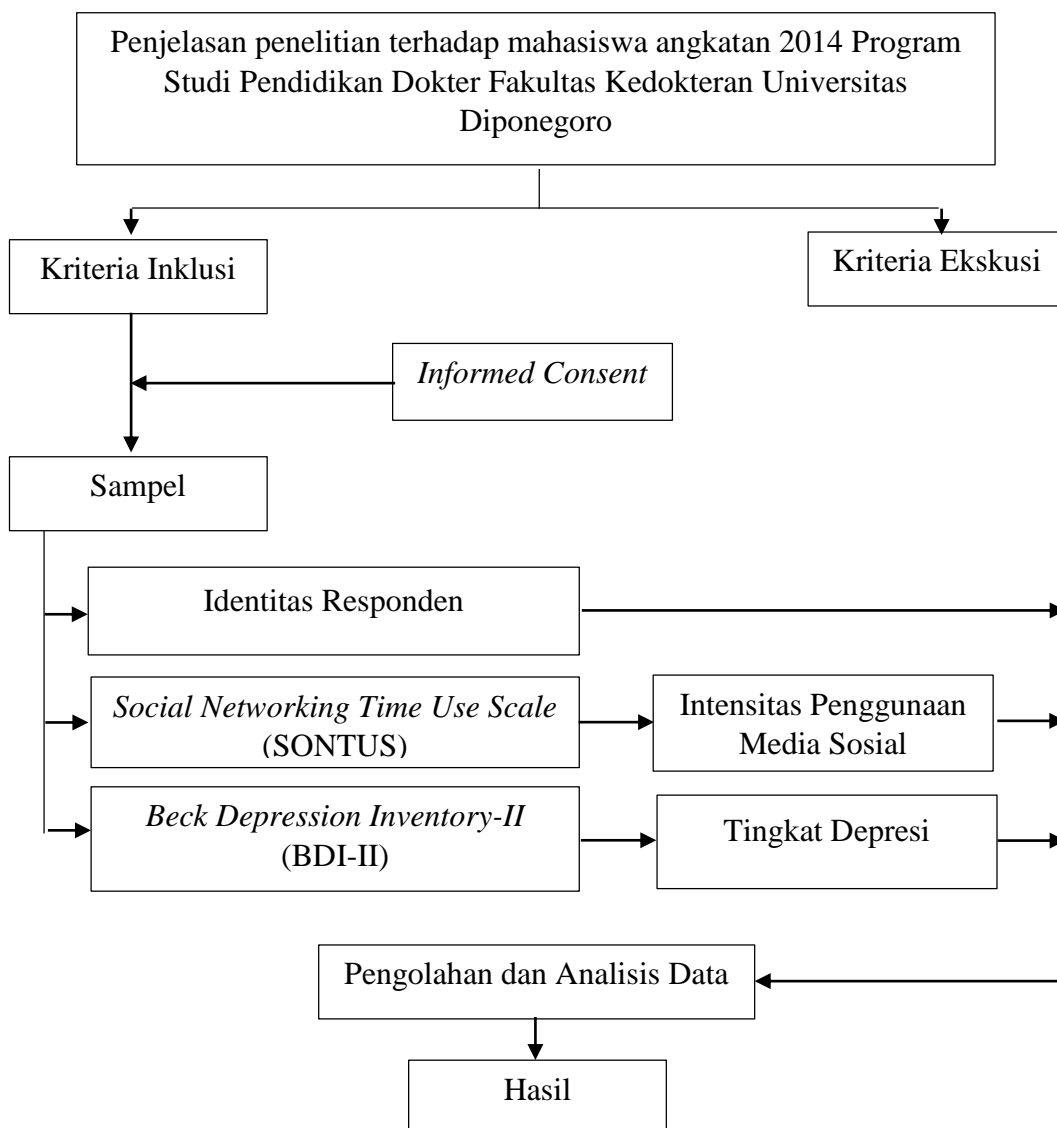 Penjelasan penelitian terhadap mahasiswa angkatan 2014 Program
Studi Pendidikan Dokter Fakultas Kedokteran Universitas
Diponegoro
Kriteria Inklusi
Kriteria Ekskusi
Informed Consent
Sampel
Identitas Responden
Social Networking Time Use Scale
(SONTUS)
Intensitas Penggunaan
Media Sosial
Beck Depression Inventory-II
(BDI-II)
Tingkat Depresi
Pengolahan dan Analisis Data
Hasil